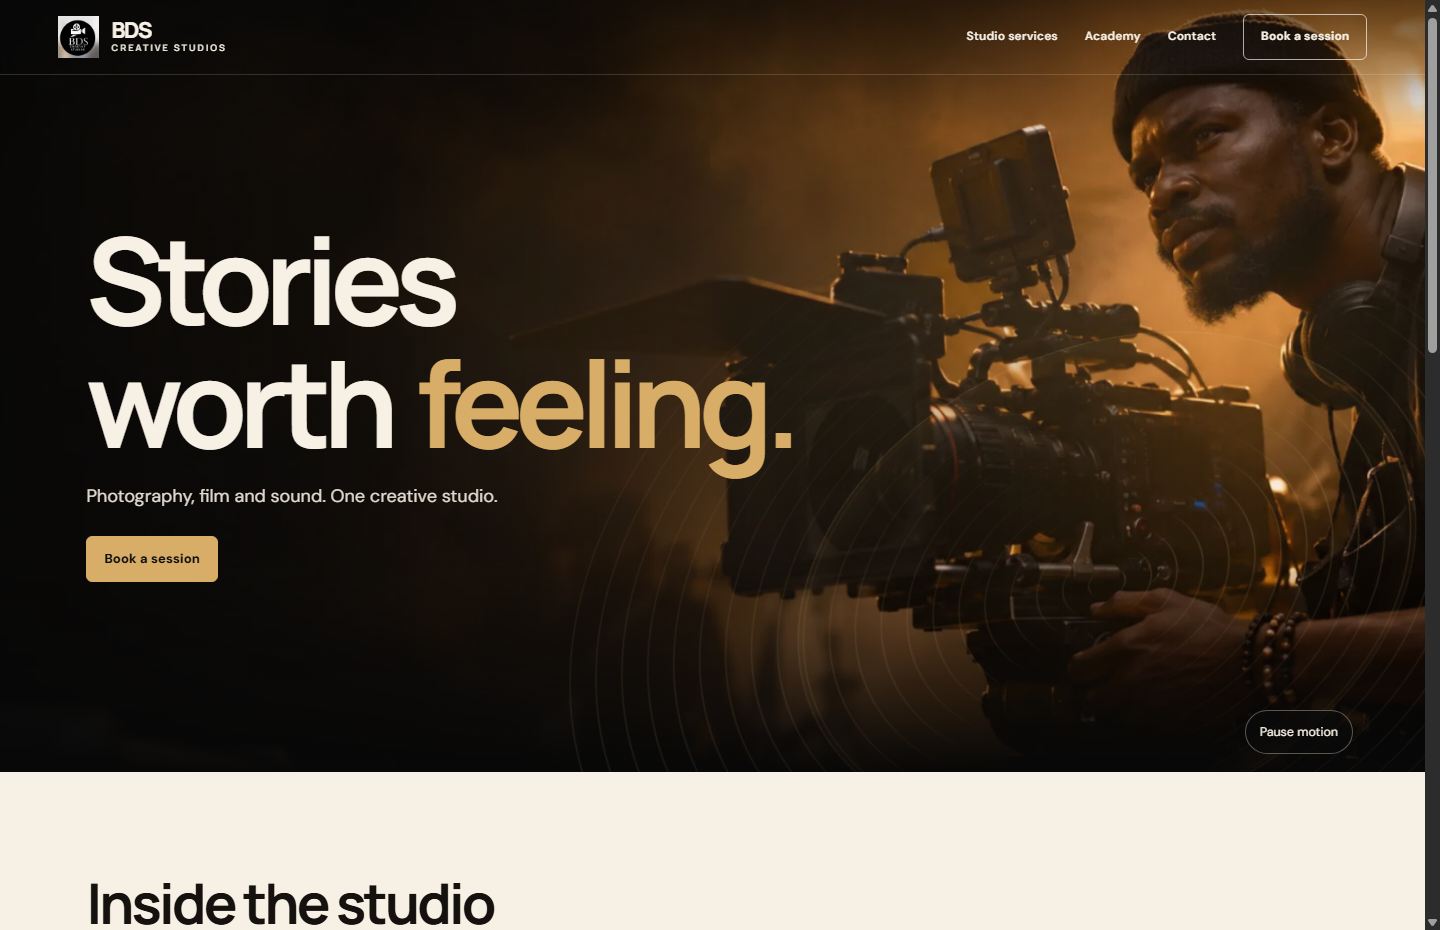 BDS
BDS
CREATIVE STUDIOS
Studio services
Academy
Contact
Book a session
Stories
worth feeling.
Photography, film and sound. One creative studio.
Book a session
Pause motion
Inside the studio